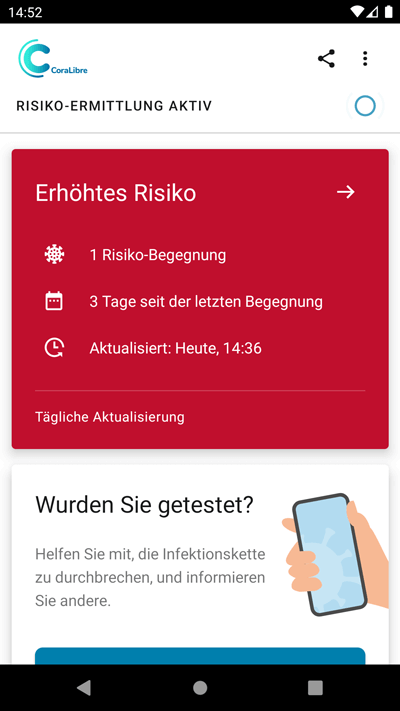 14:52
CoraLibre
RISIKO-ERMITTLUNG AKTIV
Erhöhtes Risiko
1 Risiko-Begegnung
3 Tage seit der letzten Begegnung
Aktualisiert: Heute, 14:36
Tägliche Aktualisierung
Wurden Sie getestet?
Helfen Sie mit, die Infektionskette
zu durchbrechen, und informieren
Sie andere.